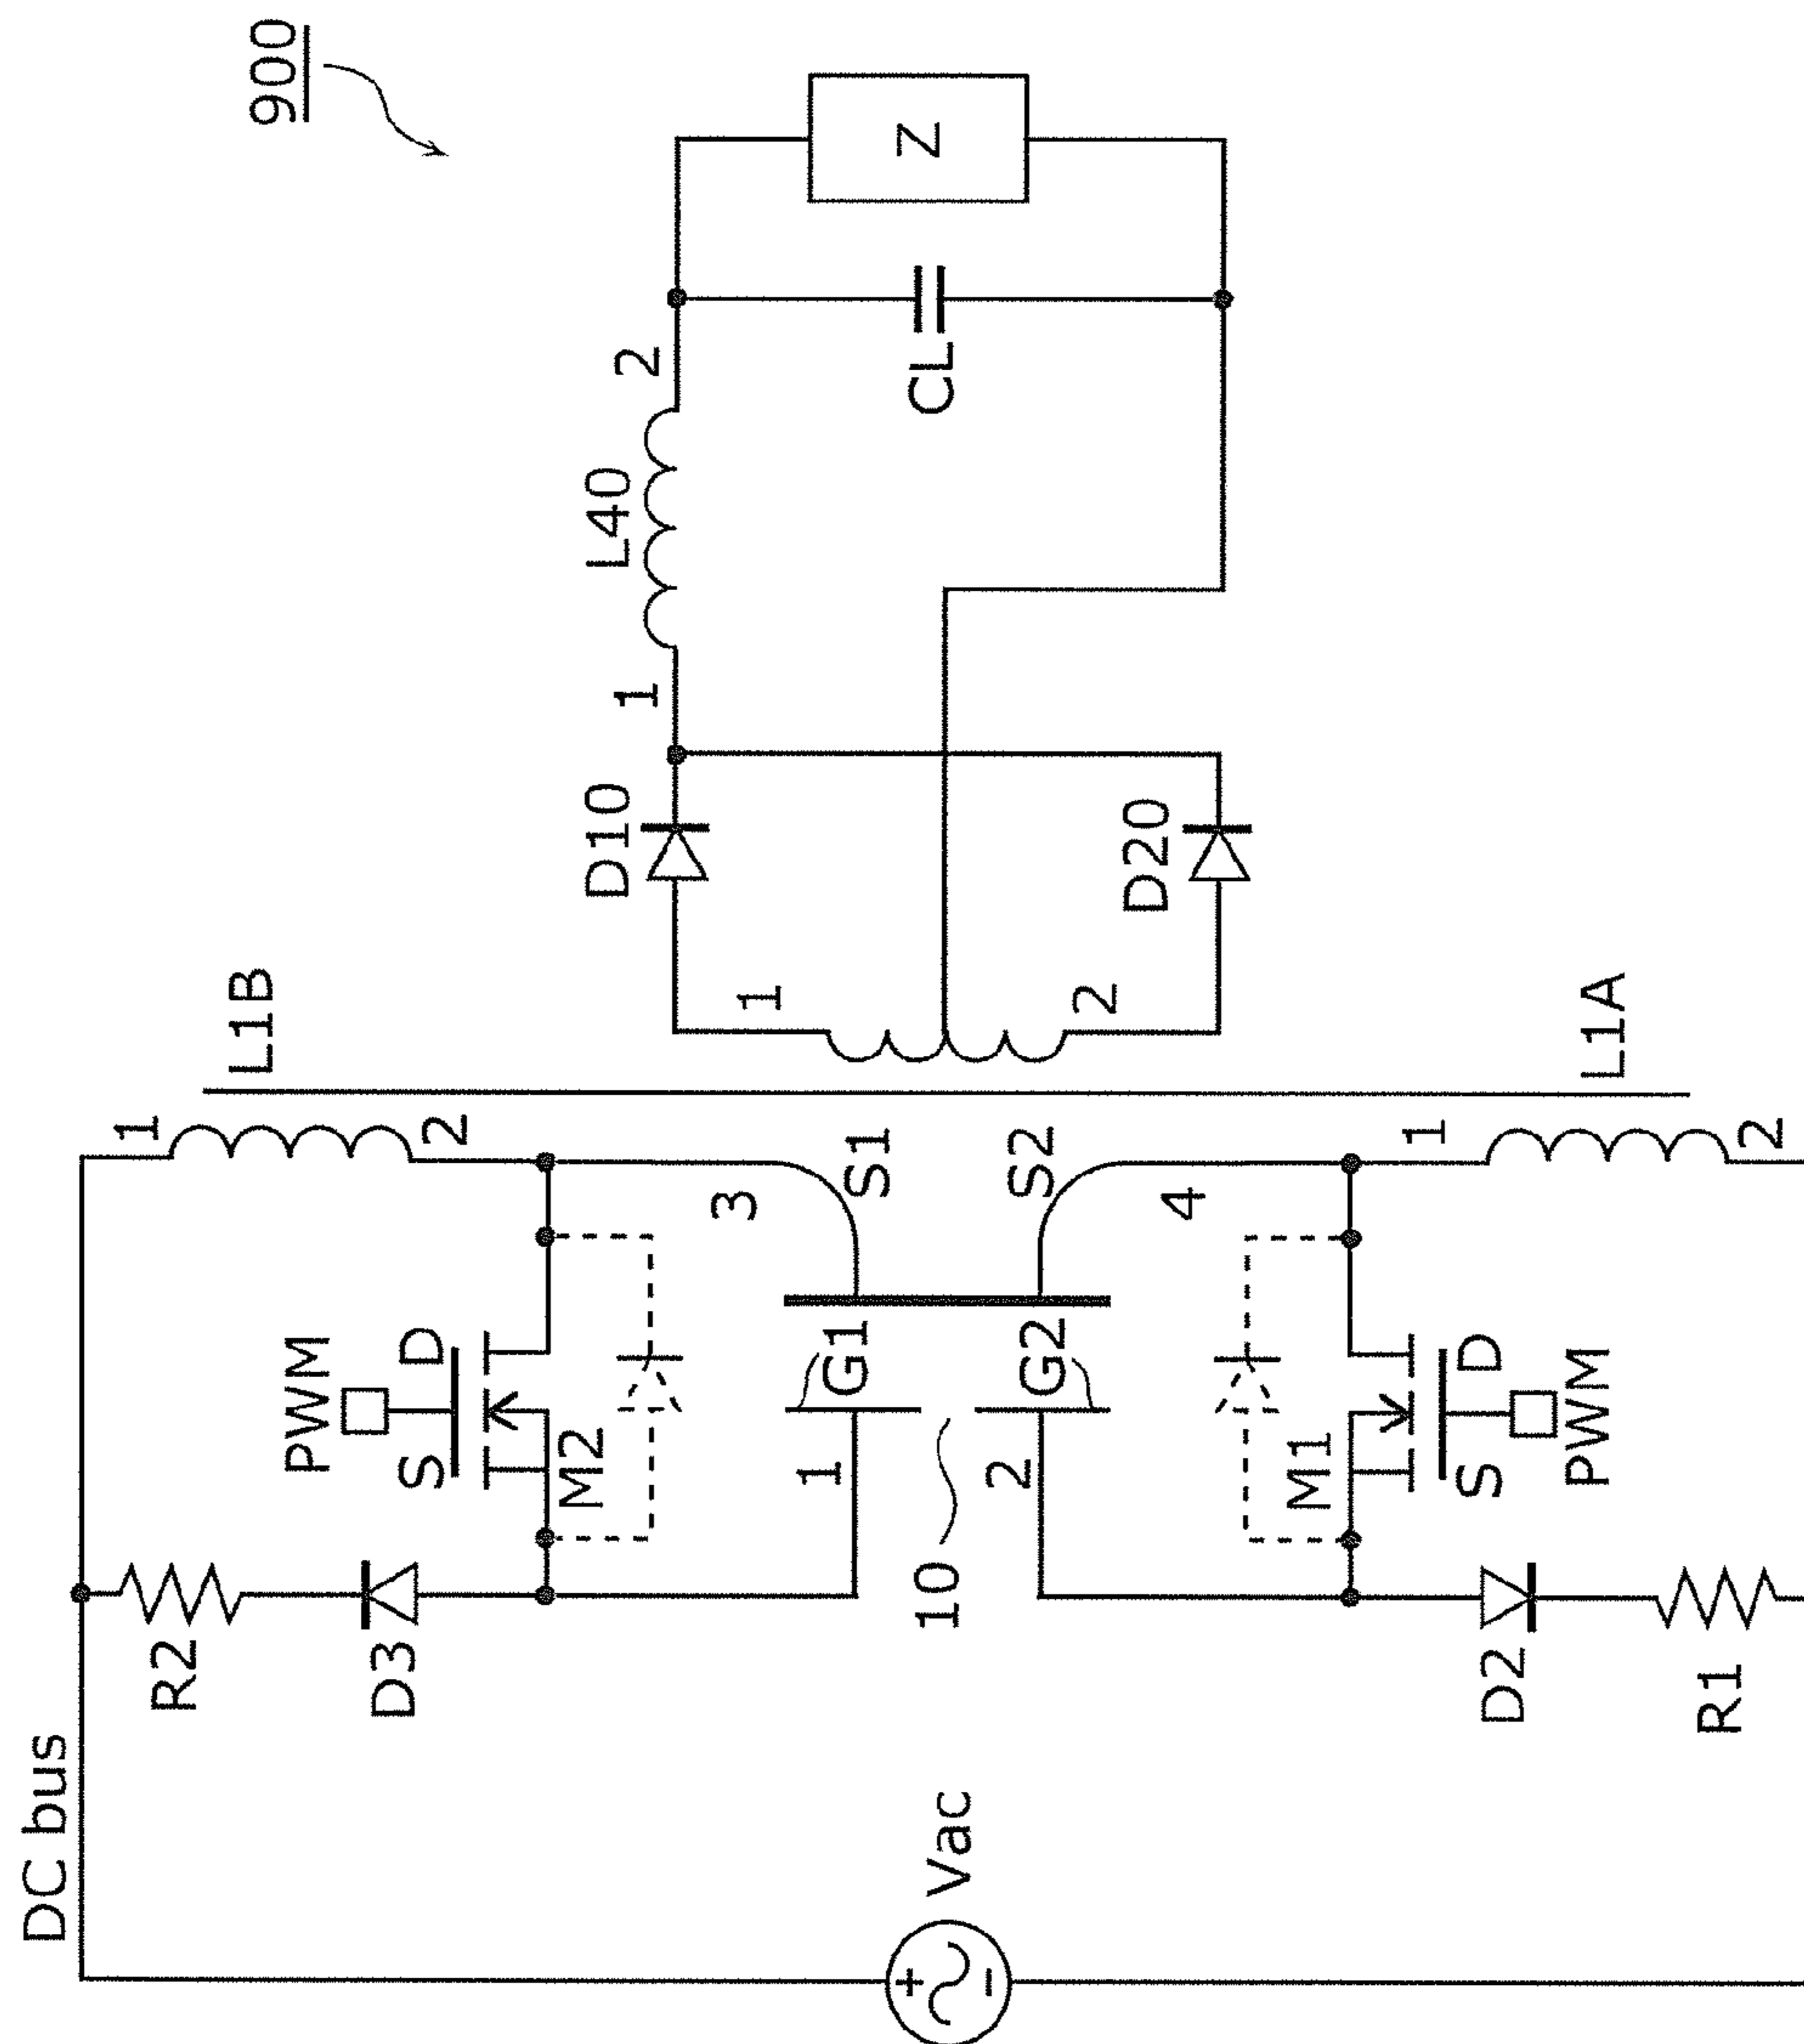 900
DC bus
R2
D3
PWM
S
D
M2
1
L1B
2
3
S1
G1
1
10
G2
2
S2
4
M1
S
D
PWM
D2
R1
1
L1A
2
Vac
+
-
1
2
D10
D20
1
L40
2
CL
Z